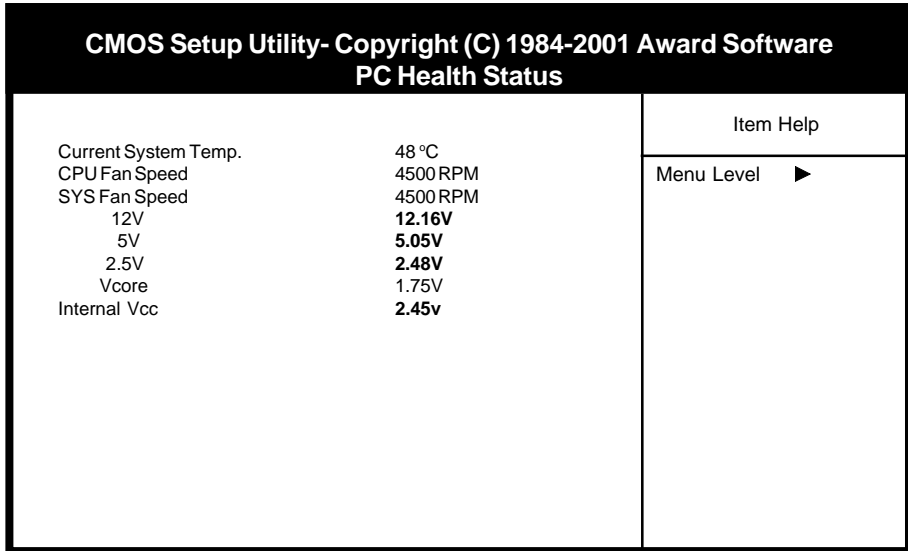 CMOS Setup Utility- Copyright (C) 1984-2001 Award Software
PC Health Status
Current System Temp. 48 °C
CPU Fan Speed 4500 RPM
SYS Fan Speed 4500 RPM
12V 12.16V
5V 5.05V
2.5V 2.48V
Vcore 1.75V
Internal Vcc 2.45v
Item Help
Menu Level ►